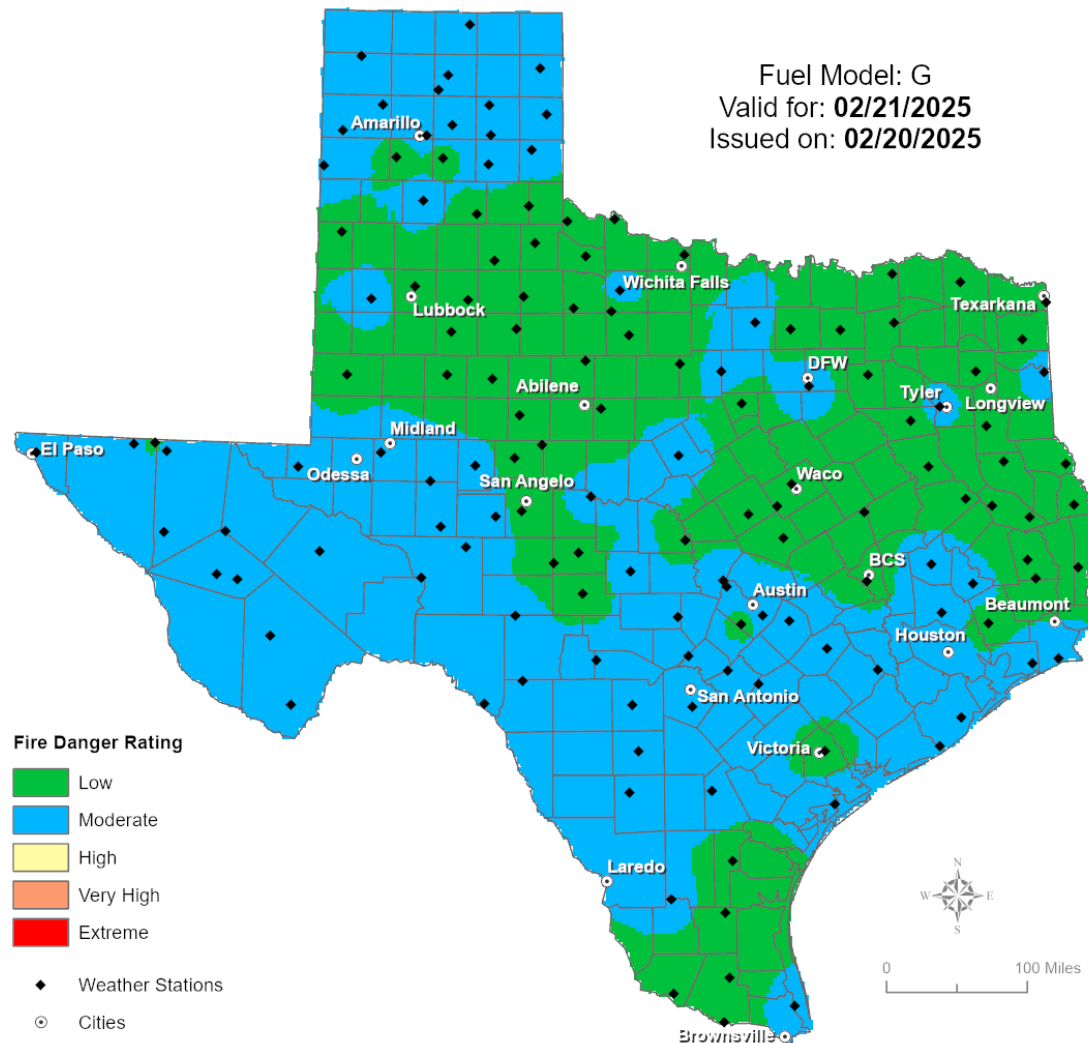 Fuel Model: G
Valid for: 02/21/2025
Issued on: 02/20/2025
Amarillo
Wichita Falls
Lubbock
Texarkana
DFW
Abilene
Tyler
Longview
Midland
El Paso
Odessa
San Angelo
Waco
BCS
Austin
Beaumont
Houston
San Antonio
Victoria
Laredo
Brownsville
Fire Danger Rating
Low
Moderate
High
Very High
Extreme
Weather Stations
Cities
N
W E
S
0 100 Miles